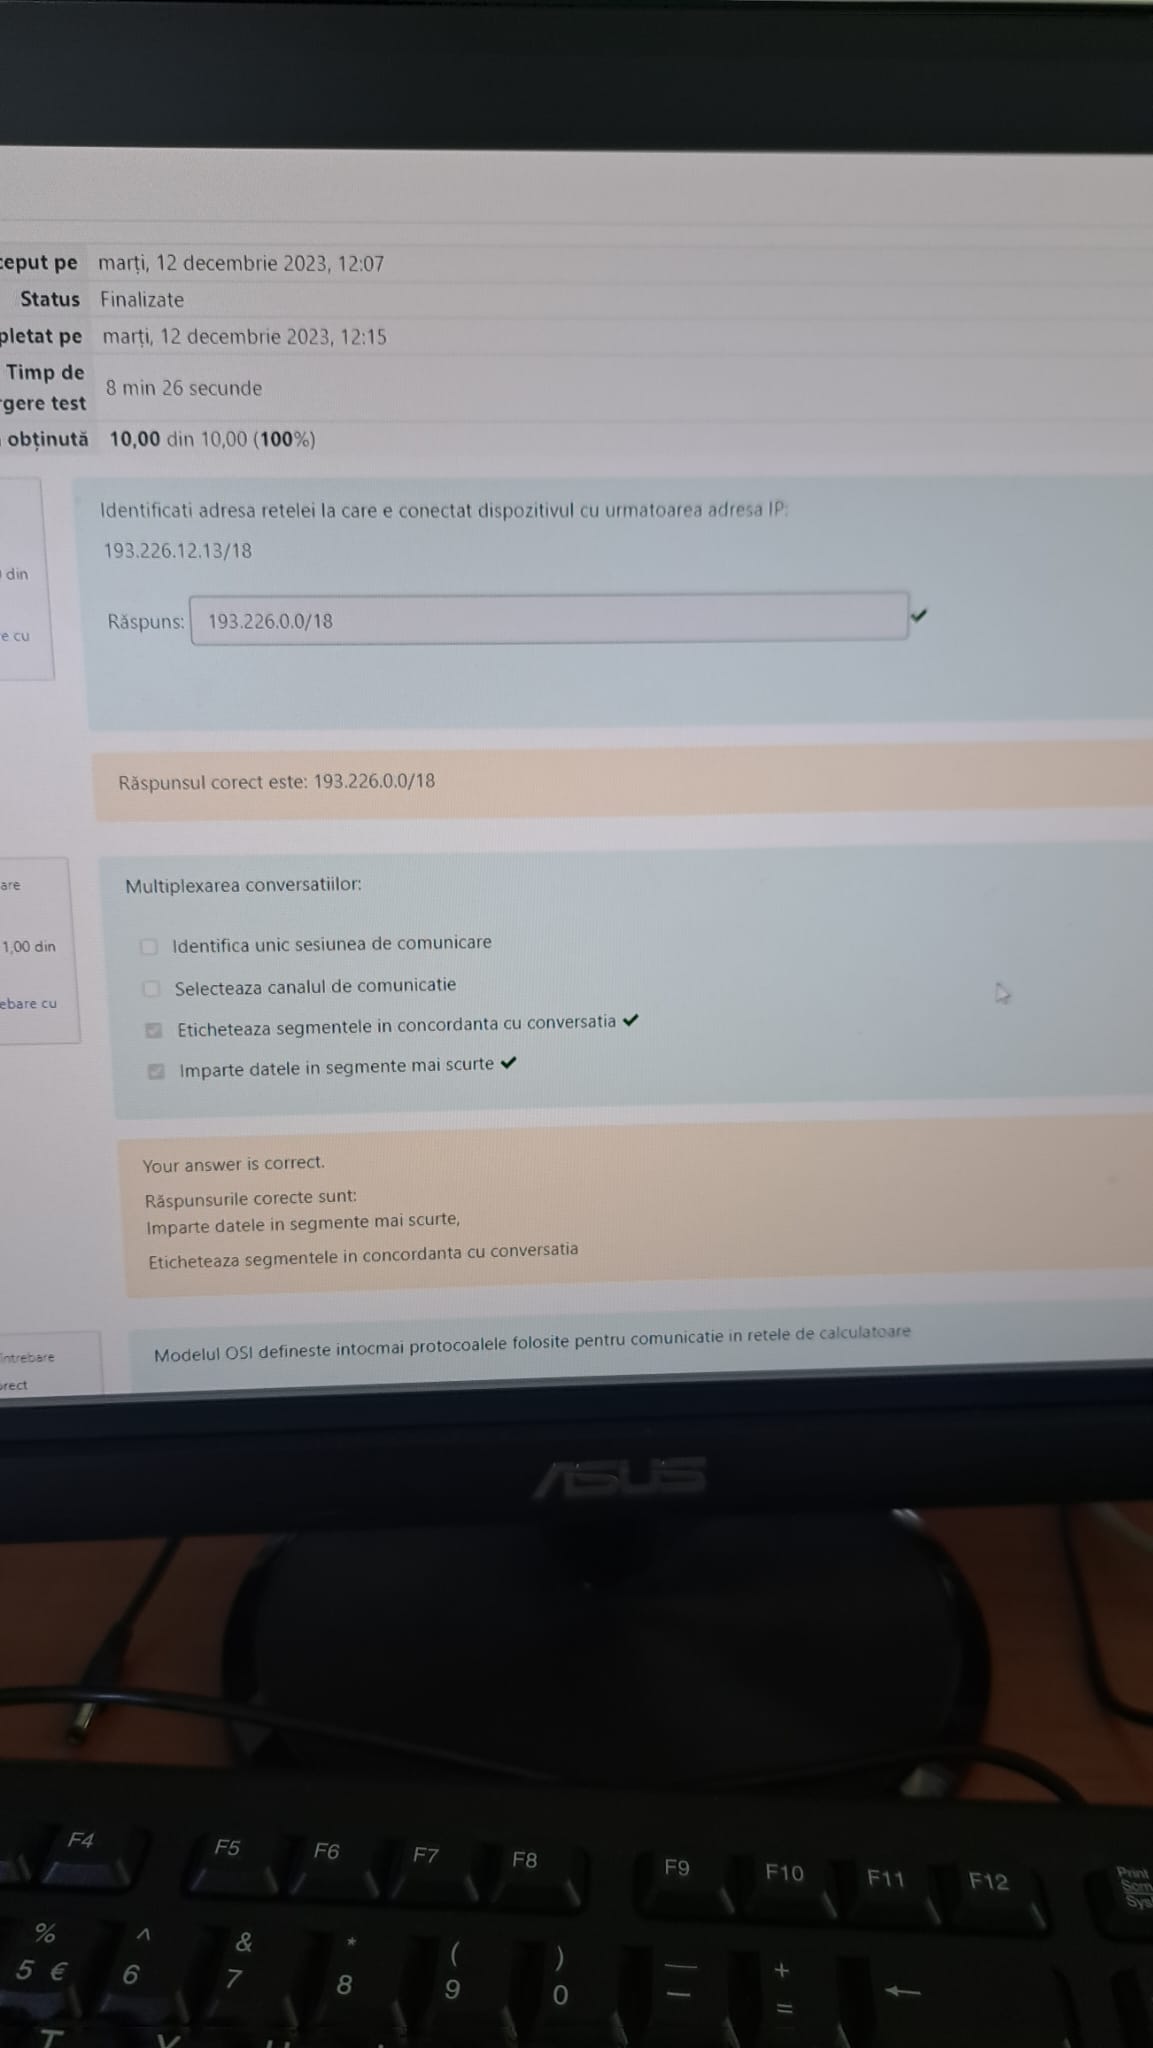 ceput pe marți, 12 decembrie 2023, 12:07
Status Finalizate
pletat pe marți, 12 decembrie 2023, 12:15
Timp de
gere test 8 min 26 secunde
obținută 10,00 din 10,00 (100%)
Identificati adresa retelei la care e conectat dispozitivul cu urmatoarea adresa IP:
193.226.12.13/18
din
Răspuns: 193.226.0.0/18
e cu
Răspunsul corect este: 193.226.0.0/18
are
Multiplexarea conversatiilor:
1,00 din
Identifica unic sesiunea de comunicare
Selecteaza canalul de comunicatie
ebare cu
Eticheteaza segmentele in concordanta cu conversatia
Imparte datele in segmente mai scurte
Your answer is correct.
Răspunsurile corecte sunt:
Imparte datele in segmente mai scurte,
Eticheteaza segmentele in concordanta cu conversatia
întrebare
Modelul OSI defineste intocmai protocoalele folosite pentru comunicatie in retele de calculatoare
orect
ASUS
F4 F5 F6 F7 F8 F9 F10 F11 F12
Print
% ^ & * ( ) — +
5 € 6 7 8 9 0 - =
T Y